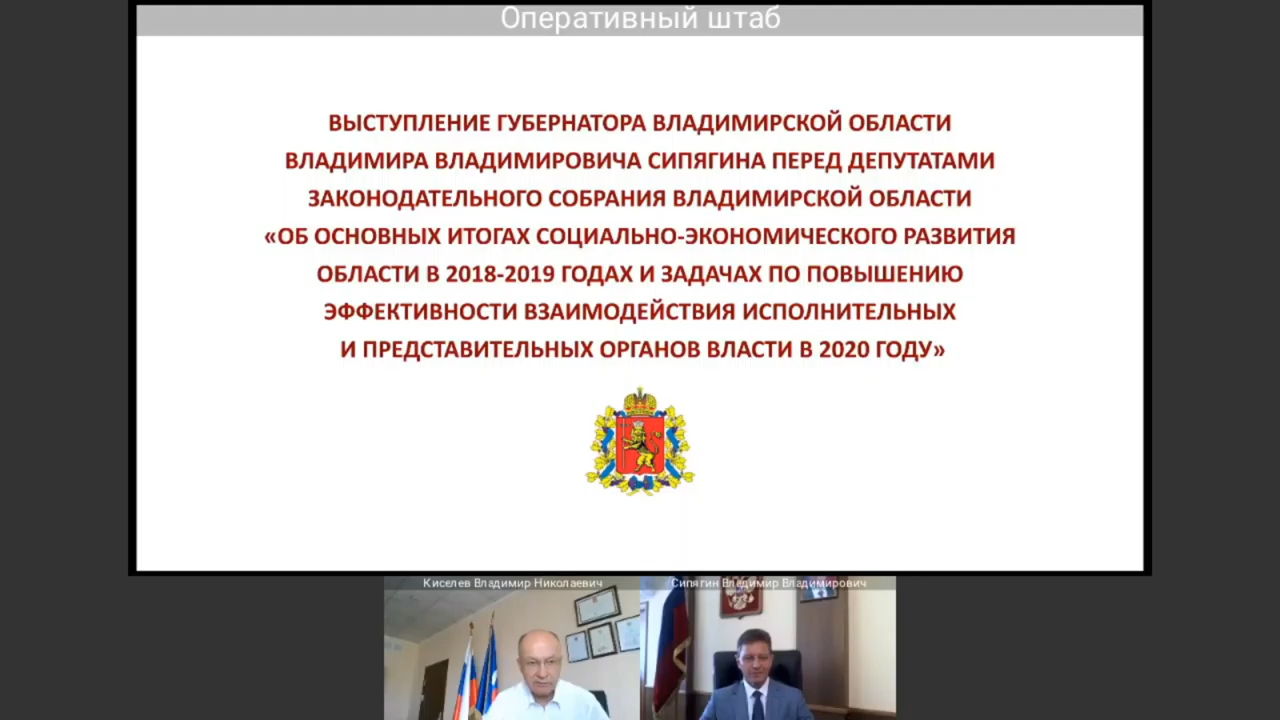 Оперативный штаб
ВЫСТУПЛЕНИЕ ГУБЕРНАТОРА ВЛАДИМИРСКОЙ ОБЛАСТИ
ВЛАДИМИРА ВЛАДИМИРОВИЧА СИПЯГИНА ПЕРЕД ДЕПУТАТАМИ
ЗАКОНОДАТЕЛЬНОГО СОБРАНИЯ ВЛАДИМИРСКОЙ ОБЛАСТИ
«ОБ ОСНОВНЫХ ИТОГАХ СОЦИАЛЬНО-ЭКОНОМИЧЕСКОГО РАЗВИТИЯ
ОБЛАСТИ В 2018-2019 ГОДАХ И ЗАДАЧАХ ПО ПОВЫШЕНИЮ
ЭФФЕКТИВНОСТИ ВЗАИМОДЕЙСТВИЯ ИСПОЛНИТЕЛЬНЫХ
И ПРЕДСТАВИТЕЛЬНЫХ ОРГАНОВ ВЛАСТИ В 2020 ГОДУ»
Киселев Владимир Николаевич
Сипягин Владимир Владимирович